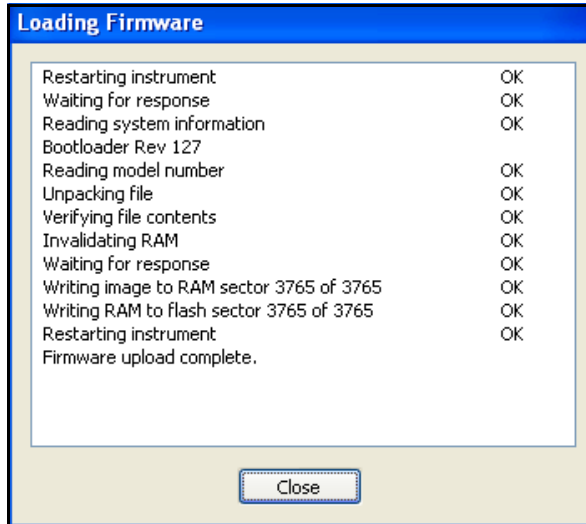 Loading Firmware
Restarting instrument OK
Waiting for response OK
Reading system information OK
Bootloader Rev 127
Reading model number OK
Unpacking file OK
Verifying file contents OK
Invalidating RAM OK
Waiting for response OK
Writing image to RAM sector 3765 of 3765 OK
Writing RAM to flash sector 3765 of 3765 OK
Restarting instrument OK
Firmware upload complete.
Close